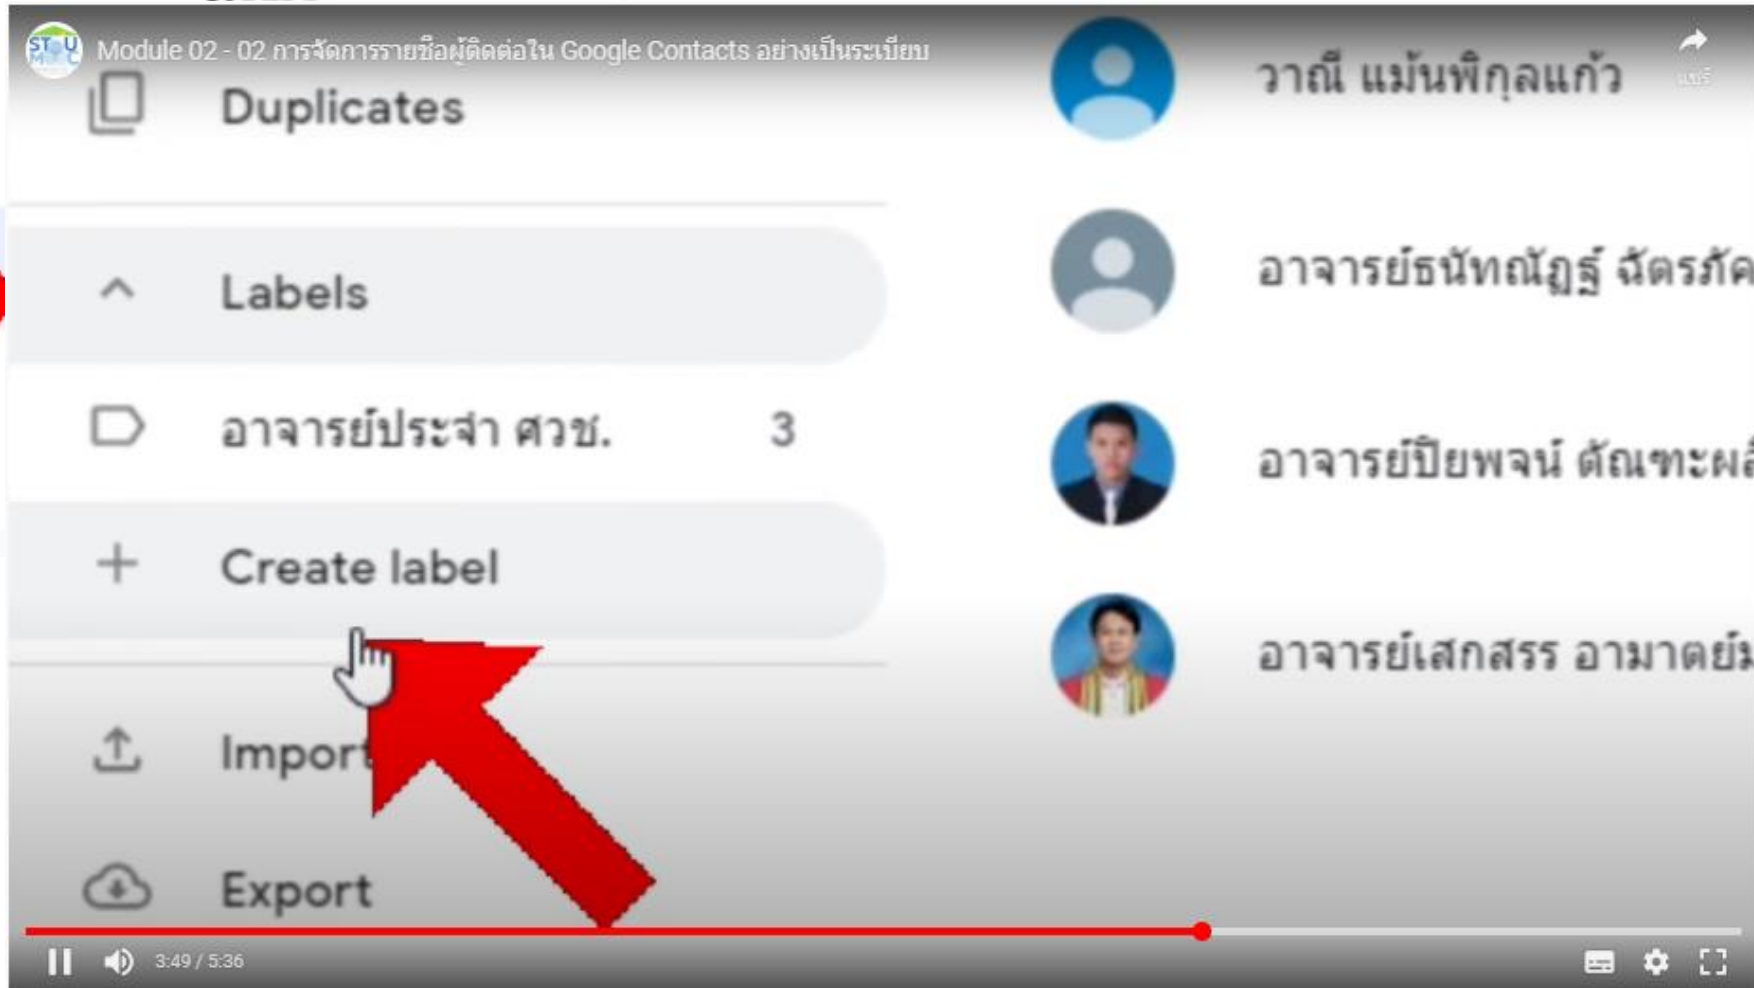 Module 02 - 02 การจัดการรายชื่อผู้ติดต่อใน Google Contacts อย่างเป็นระเบียบ
แชร์
Duplicates
วาณี แม้นพิกุลแก้ว
Labels
อาจารย์ธนัทณัฏฐ์ ฉัตรภัค
อาจารย์ประจำ ศวช. 3
อาจารย์ปิยพจน์ ตัณฑะผลิ
Create label
อาจารย์เสกสรร อามาตย์ม
Import
Export
3:49 / 5:36